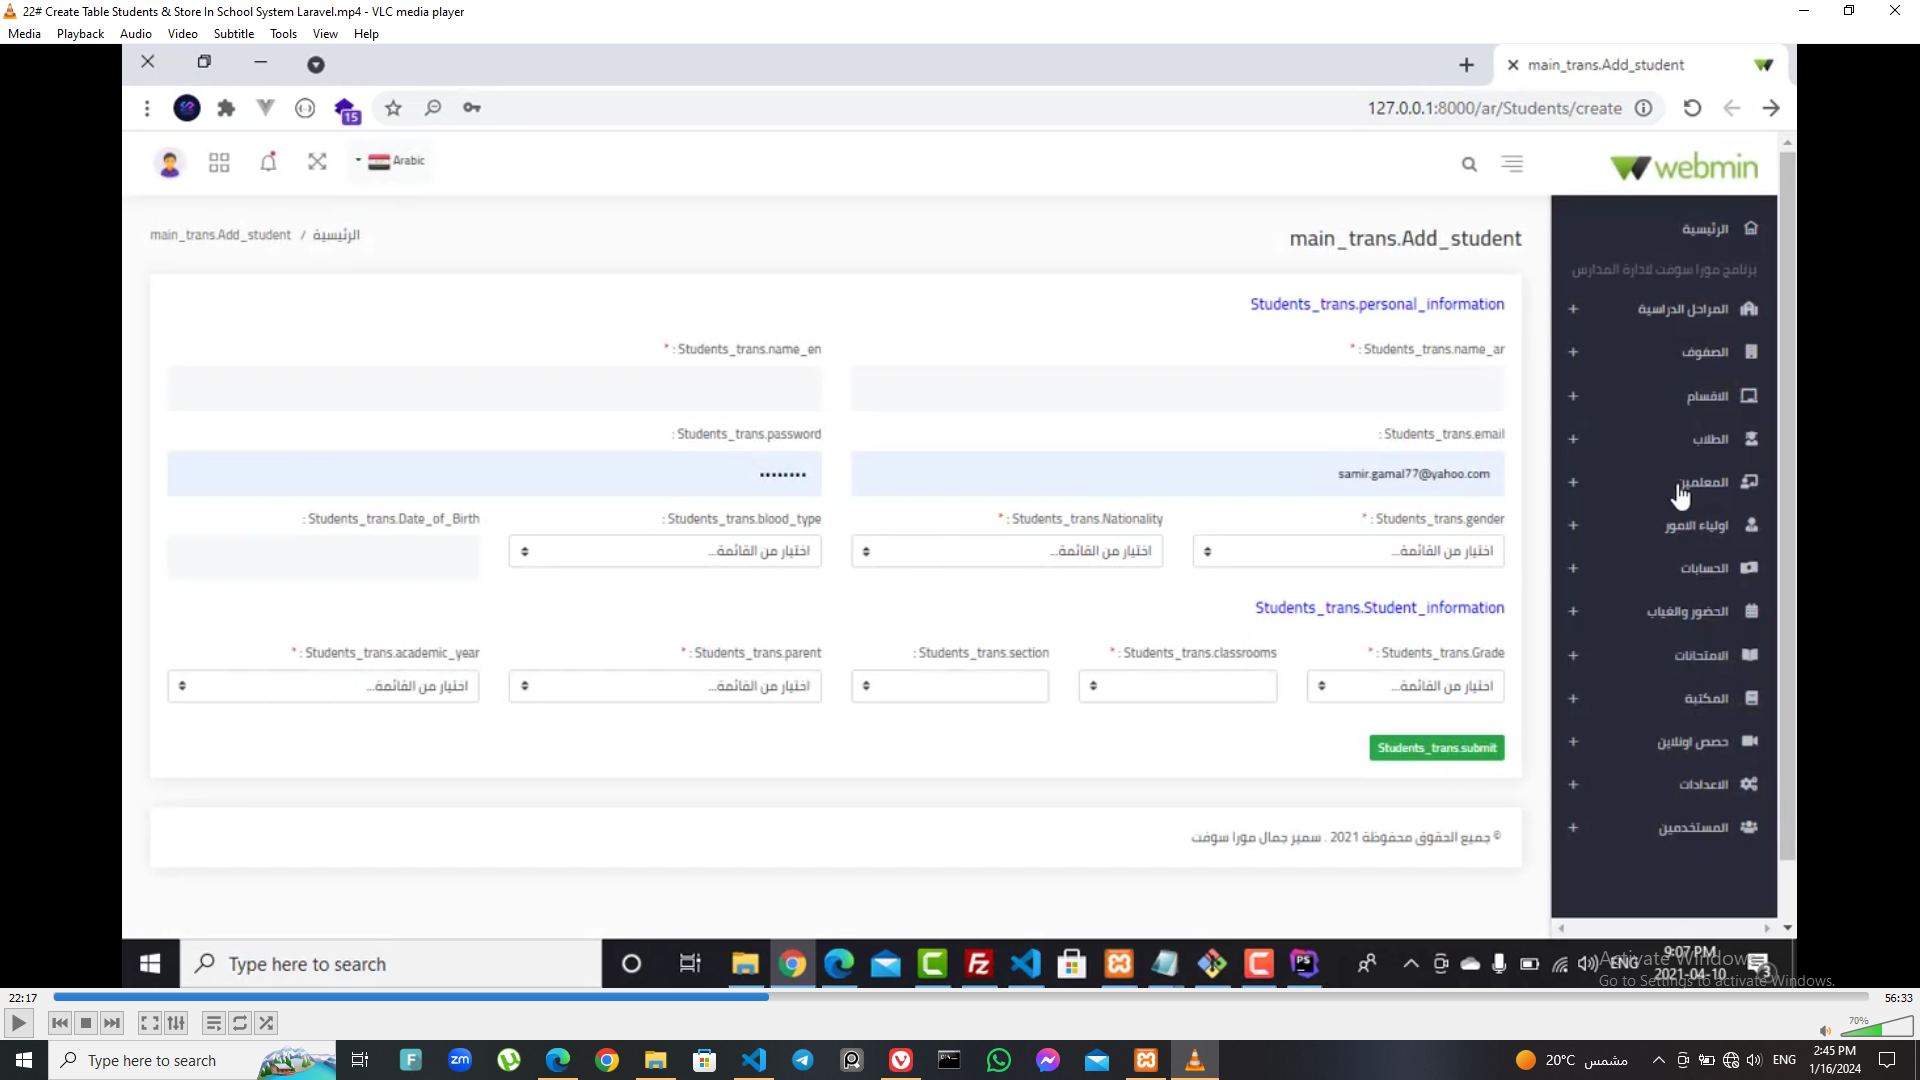 22# Create Table Students & Store In School System Laravel.mp4 - VLC media player
Media Playback Audio Video Subtitle Tools View Help
main_trans.Add_student
15
127.0.0.1:8000/ar/Students/create
Arabic
webmin
main_trans.Add_student / الرئيسية
main_trans.Add_student
الرئيسية
برنامج مورا سوفت لادارة المدارس
المراحل الدراسية
الصفوف
الاقسام
الطلاب
المعلمين
اولياء الامور
الحسابات
الحضور والغياب
الامتحانات
المكتبة
حصص اونلاين
الاعدادات
المستخدمين
Students_trans.personal_information
* : Students_trans.name_ar
* : Students_trans.name_en
: Students_trans.email
: Students_trans.password
samir.gamal77@yahoo.com
••••••••
* : Students_trans.gender
* : Students_trans.Nationality
: Students_trans.blood_type
: Students_trans.Date_of_Birth
اختيار من القائمة...
اختيار من القائمة...
اختيار من القائمة...
Students_trans.Student_information
* : Students_trans.Grade
* : Students_trans.classrooms
: Students_trans.section
* : Students_trans.parent
* : Students_trans.academic_year
اختيار من القائمة...
اختيار من القائمة...
اختيار من القائمة...
Students_trans.submit
© جميع الحقوق محفوظة 2021 . سمير جمال مورا سوفت
Type here to search
ENG
9:07 PM
2021-04-10
3
Activate Windows
Go to Settings to activate Windows.
22:17
56:33
70%
Type here to search
20°C مشمس
ENG
2:45 PM
1/16/2024